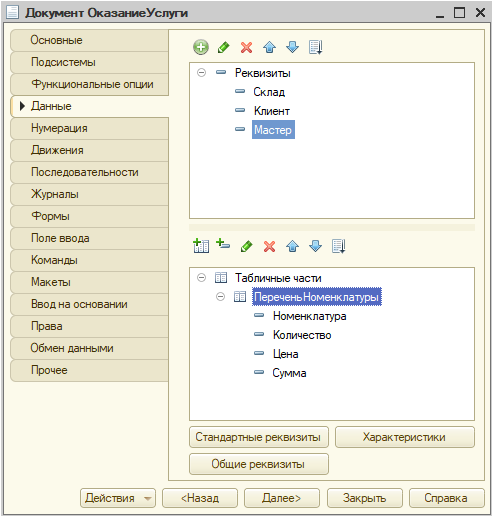 Документ ОказаниеУслуги
Основные
Подсистемы
Функциональные опции
Данные
Нумерация
Движения
Последовательности
Журналы
Формы
Поле ввода
Команды
Макеты
Ввод на основании
Права
Обмен данными
Прочее
Реквизиты
Склад
Клиент
Мастер
Табличные части
ПереченьНоменклатуры
Номенклатура
Количество
Цена
Сумма
Стандартные реквизиты
Характеристики
Общие реквизиты
Действия
<Назад
Далее>
Закрыть
Справка